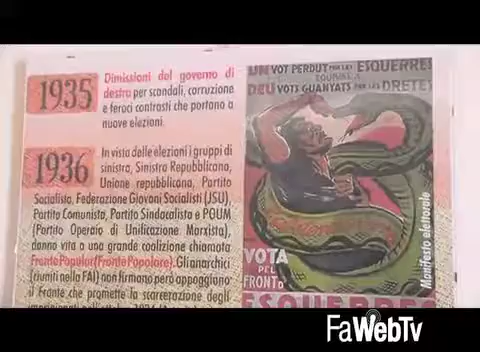 1935
Dimissioni del governo di
destra per scandali, corruzione
e feroci contrasti che portano a
nuove elezioni.
1936
In vista delle elezioni i gruppi di
sinistra, Sinistra Repubblicana,
Unione repubblicana, Partito
Socialista, Federazione Giovani Socialisti (JSU),
Partito Comunista, Partito Sindacalista e POUM
(Partito Operaio di Unificazione Marxista),
danno vita a una grande coalizione chiamata
Frente Popular (Fronte Popolare). Gli anarchici
(riuniti nella FAI) non firmano però appoggiano
il Fronte che promette la scarcerazione degli
UN VOT PERDUT PER LES ESQUERRES
EQUIVAL A
DEU VOTS GUANYATS PER LES DRETES
VOTA
PEL
FRONT D'
ESQUERRES
Manifesto elettorale
FaWebTv